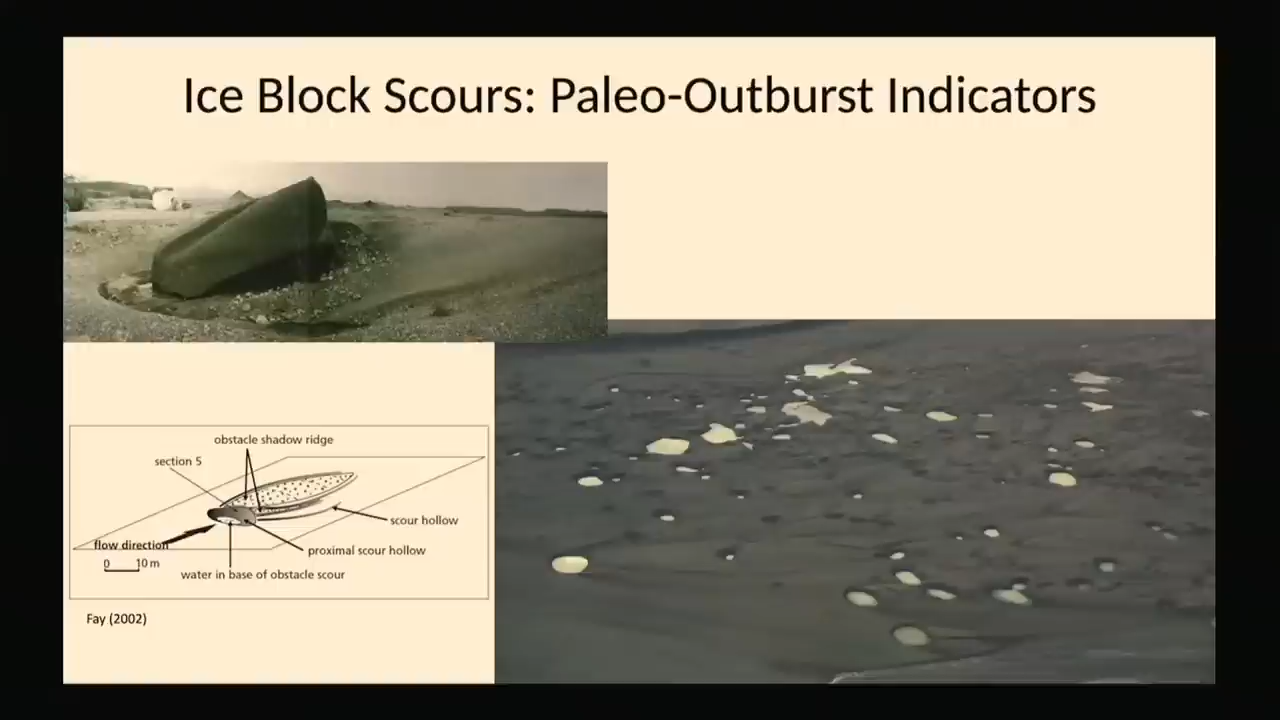 Ice Block Scours: Paleo-Outburst Indicators
obstacle shadow ridge
section 5
scour hollow
flow direction
proximal scour hollow
0 10 m
water in base of obstacle scour
Fay (2002)